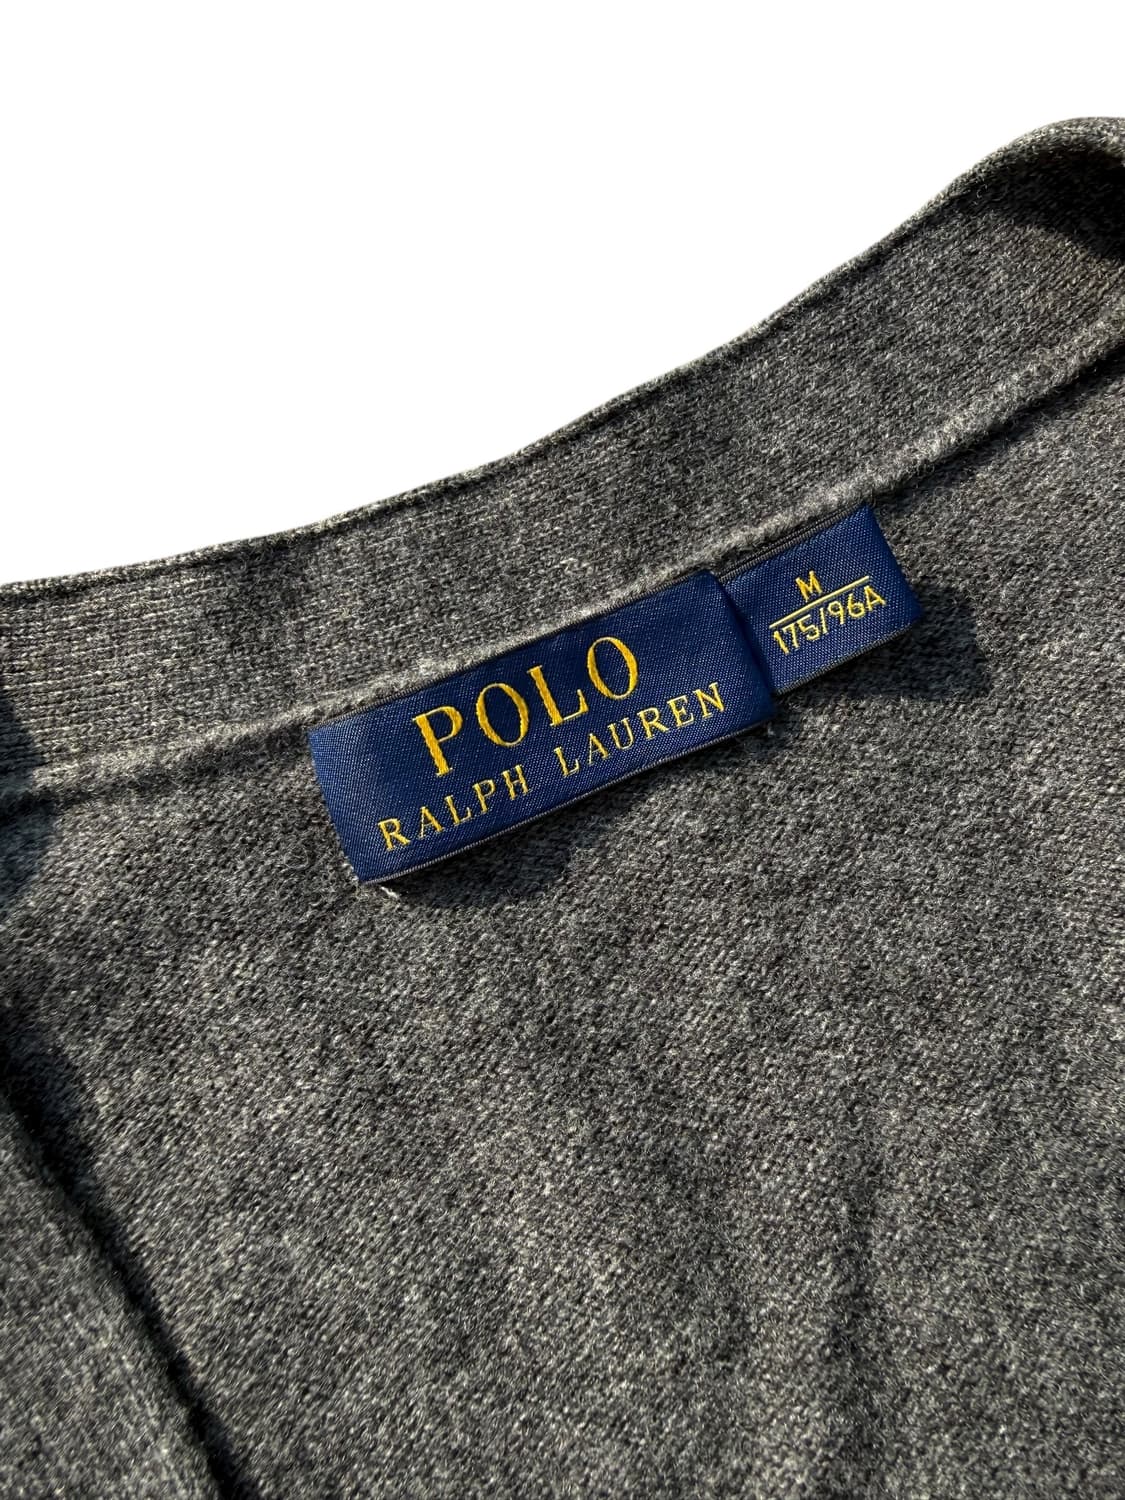 POLO
RALPH LAUREN
M
175/96A